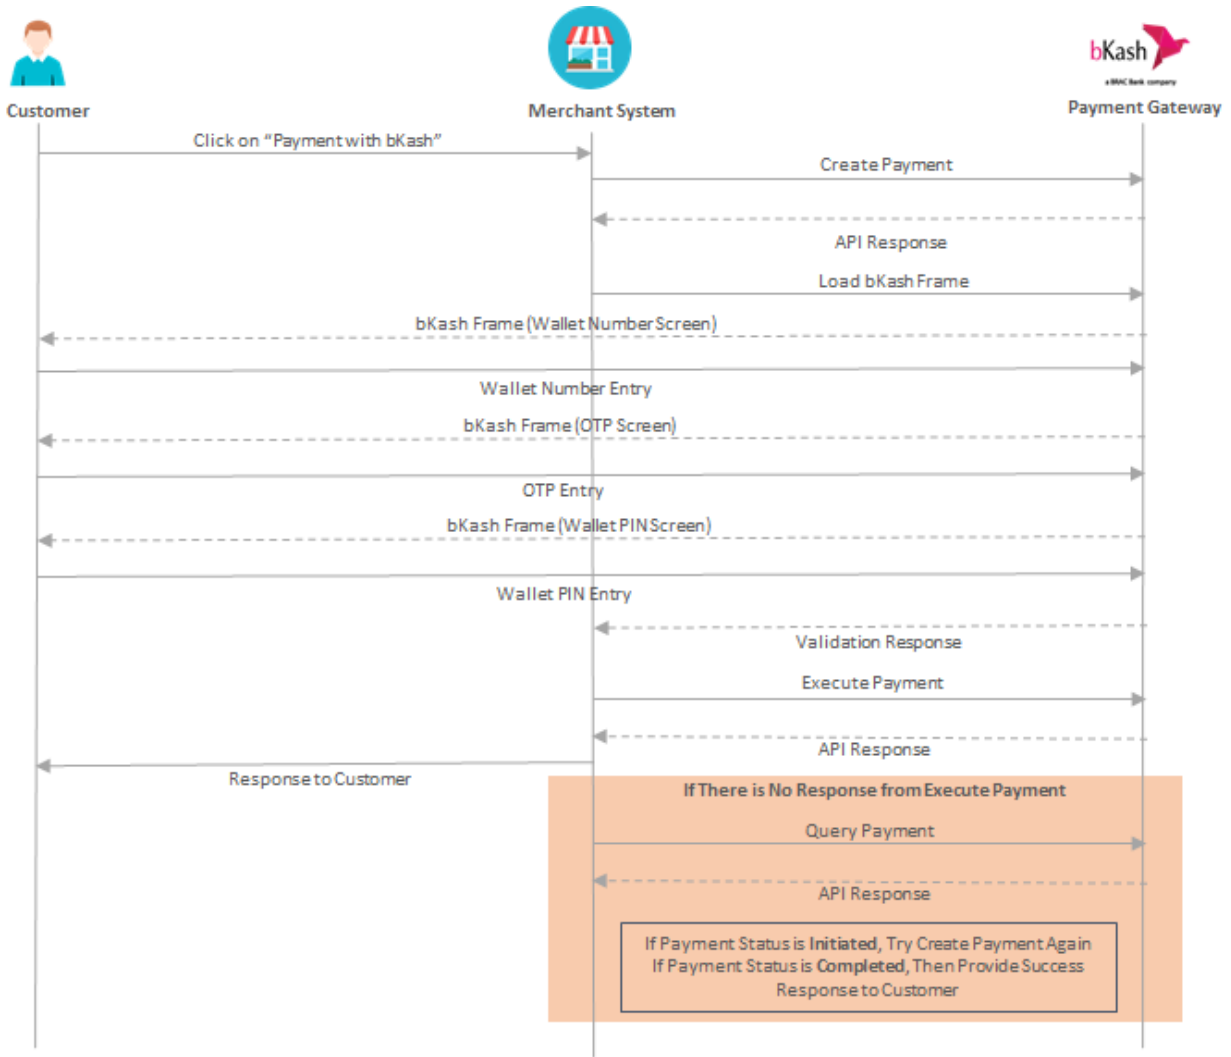 bKash
a BRAC Bank company
Customer
Merchant System
Payment Gateway
Click on “Payment with bKash”
Create Payment
API Response
Load bKash Frame
bKash Frame (Wallet Number Screen)
Wallet Number Entry
bKash Frame (OTP Screen)
OTP Entry
bKash Frame (Wallet PIN Screen)
Wallet PIN Entry
Validation Response
Execute Payment
API Response
Response to Customer
If There is No Response from Execute Payment
Query Payment
API Response
If Payment Status is Initiated, Try Create Payment Again
If Payment Status is Completed, Then Provide Success
Response to Customer